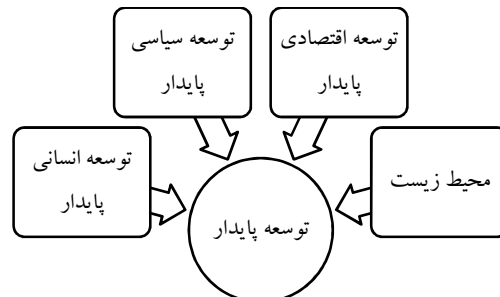 توسعه اقتصادی
پایدار
توسعه سیاسی
پایدار
محیط زیست
توسعه انسانی
پایدار
توسعه پایدار